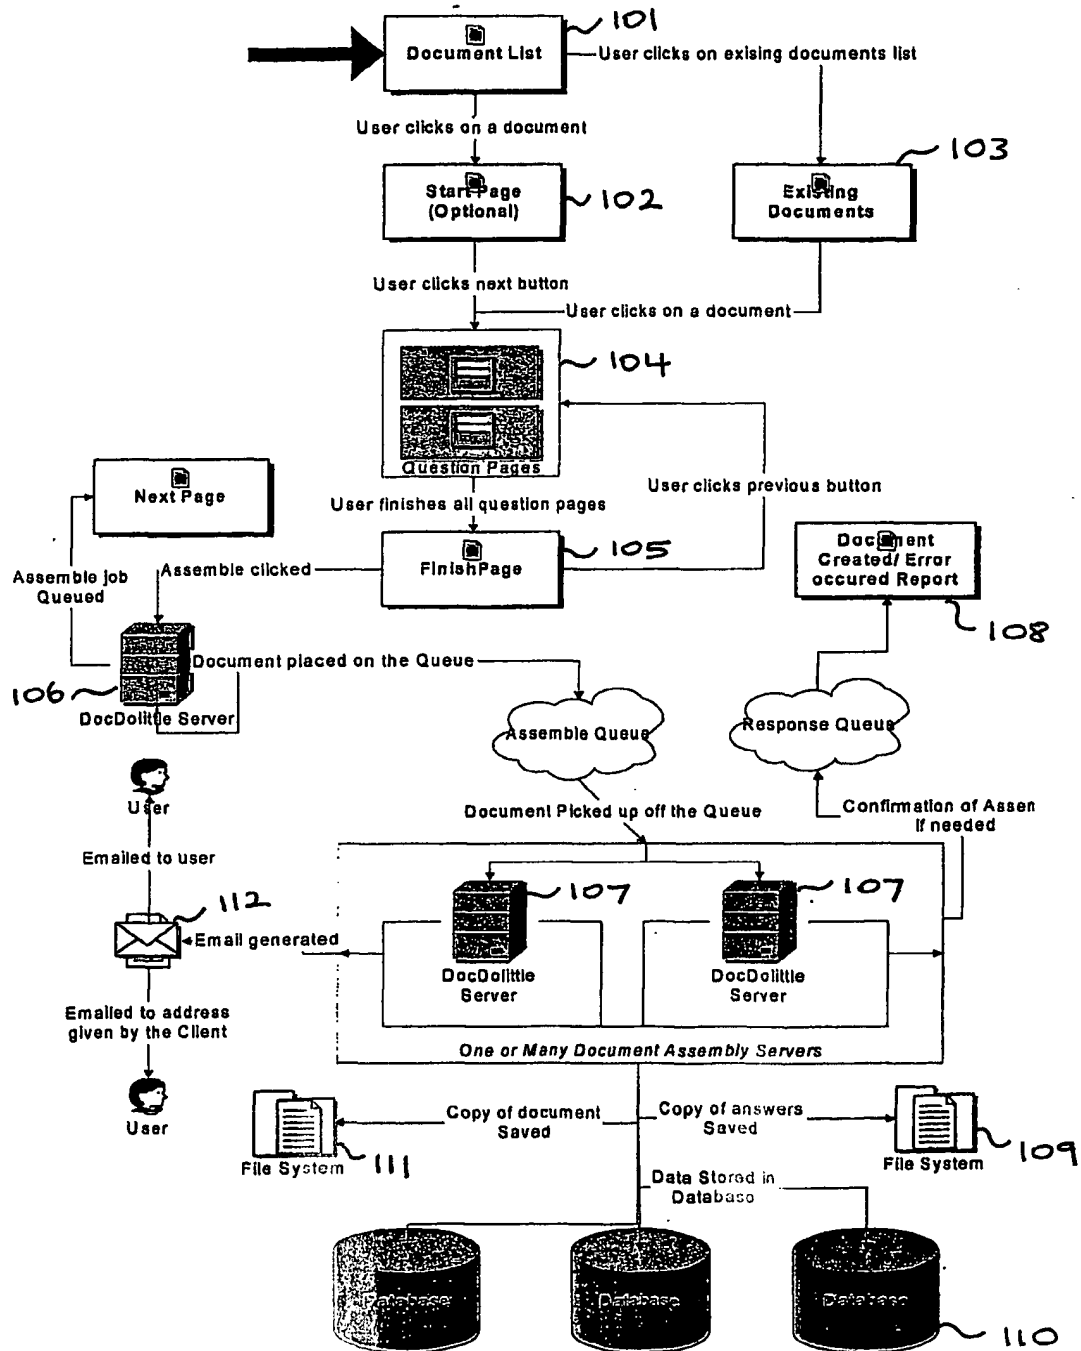 101
Document List
User clicks on exising documents list
User clicks on a document
103
Start Page
(Optional)
102
Existing
Documents
User clicks next button
User clicks on a document
104
Question Pages
User clicks previous button
Next Page
User finishes all question pages
105
Document
Created/ Error
occured Report
FinishPage
Assemble clicked
Assemble job
Queued
108
Document placed on the Queue
106
DocDolittle Server
Assemble Queue
Response Queue
User
Document Picked up off the Queue
Confirmation of Assen
if needed
Emailed to user
107
107
112
Email generated
DocDolittle
Server
DocDolittle
Server
Emailed to address
given by the Client
One or Many Document Assembly Servers
User
Copy of document
Saved
Copy of answers
Saved
File System
111
File System
109
Data Stored in
Database
Database
Database
Database
110